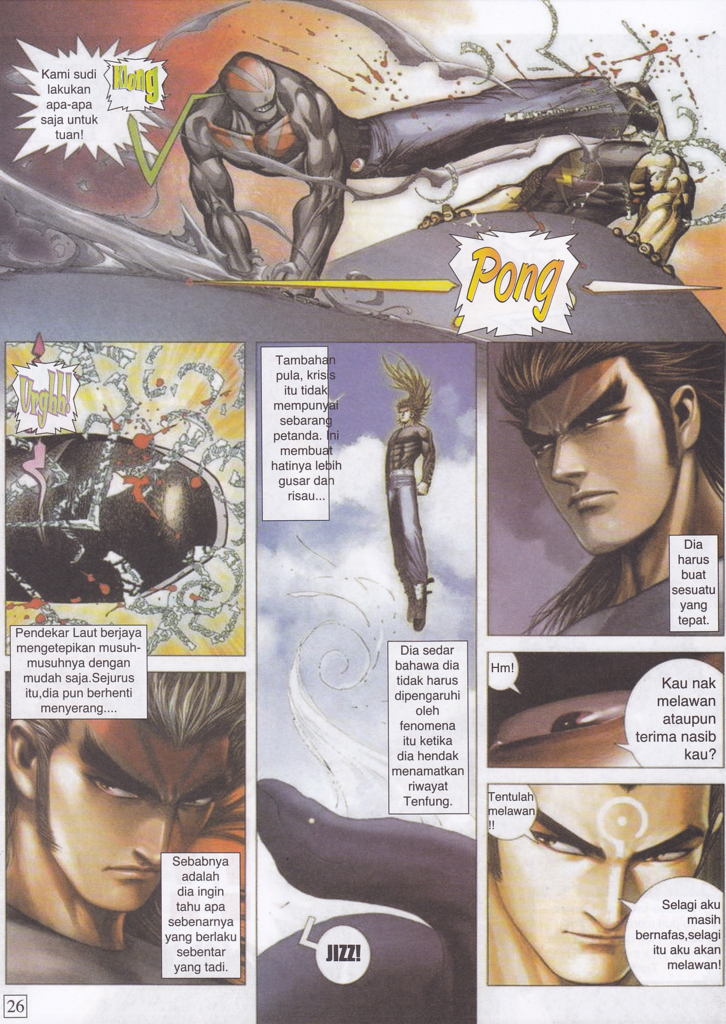 Kami sudi
lakukan
apa-apa
saja untuk
tuan!
Klong
Pong
Urghh!
Pendekar Laut berjaya
mengetepikan musuh-
musuhnya dengan
mudah saja.Sejurus
itu,dia pun berhenti
menyerang....
Sebabnya
adalah
dia ingin
tahu apa
sebenarnya
yang berlaku
sebentar
yang tadi.
Tambahan
pula, krisis
itu tidak
mempunyai
sebarang
petanda. Ini
membuat
hatinya lebih
gusar dan
risau...
Dia sedar
bahawa dia
tidak harus
dipengaruhi
oleh
fenomena
itu ketika
dia hendak
menamatkan
riwayat
Tenfung.
JIZZ!
Dia
harus
buat
sesuatu
yang
tepat.
Hm!
Kau nak
melawan
ataupun
terima nasib
kau?
Tentulah
melawan
!!
Selagi aku
masih
bernafas,selagi
itu aku akan
melawan!
26